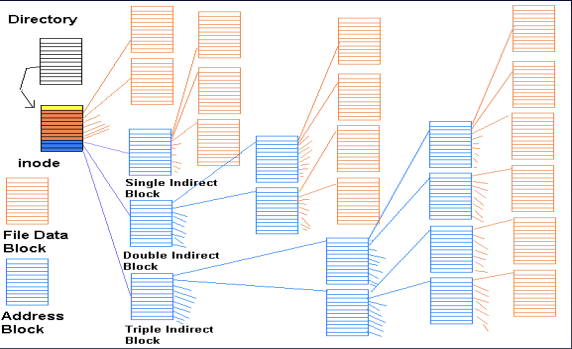 Directory
inode
Single Indirect
Block
File Data
Block
Double Indirect
Block
Address
Block
Triple Indirect
Block